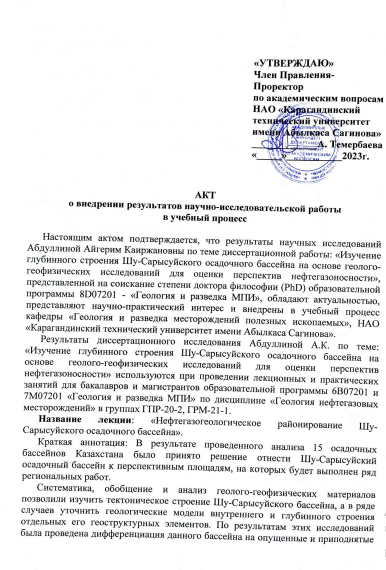 «УТВЕРЖДАЮ»
Член Правления-
Проректор
по академическим вопросам
НАО «Карагандинский
технический университет
имени Абылкаса Сагинова»
А. Темербаева
«____»__________2023г.
АКТ
о внедрении результатов научно-исследовательской работы
в учебный процесс
Настоящим актом подтверждается, что результаты научных исследований
Абдуллиной Айгерим Каиржановны по теме диссертационной работы: «Изучение
глубинного строения Шу-Сарысуйского осадочного бассейна на основе геолого-
геофизических исследований для оценки перспектив нефтегазоносности»,
представленной на соискание степени доктора философии (PhD) образовательной
программы 8D07201 - «Геология и разведка МПИ», обладают актуальностью,
представляют научно-практический интерес и внедрены в учебный процесс
кафедры «Геология и разведка месторождений полезных ископаемых», НАО
«Карагандинский технический университет имени Абылкаса Сагинова».
Результаты диссертационного исследования Абдуллиной А.К. по теме:
«Изучение глубинного строения Шу-Сарысуйского осадочного бассейна на
основе геолого-геофизических исследований для оценки перспектив
нефтегазоносности» используются при проведении лекционных и практических
занятий для бакалавров и магистрантов образовательной программы 6В07201 и
7М07201 «Геология и разведка МПИ» по дисциплине «Геология нефтегазовых
месторождений» в группах ГПР-20-2, ГРМ-21-1.
Название лекции: «Нефтегазогеологическое районирование Шу-
Сарысуйского осадочного бассейна».
Краткая аннотация: В результате проведенного анализа 15 осадочных
бассейнов Казахстана было принято решение отнести Шу-Сарысуйский
осадочный бассейн к перспективным площадям, на которых будет выполнен ряд
региональных работ.
Систематика, обобщение и анализ геолого-геофизических материалов
позволили изучить тектоническое строение Шу-Сарысуйского бассейна, а в ряде
случаев уточнить геологические модели внутреннего и глубинного строения
отдельных его геоструктурных элементов. По результатам этих исследований
была проведена дифференциация данного бассейна на опущенные и приподнятые